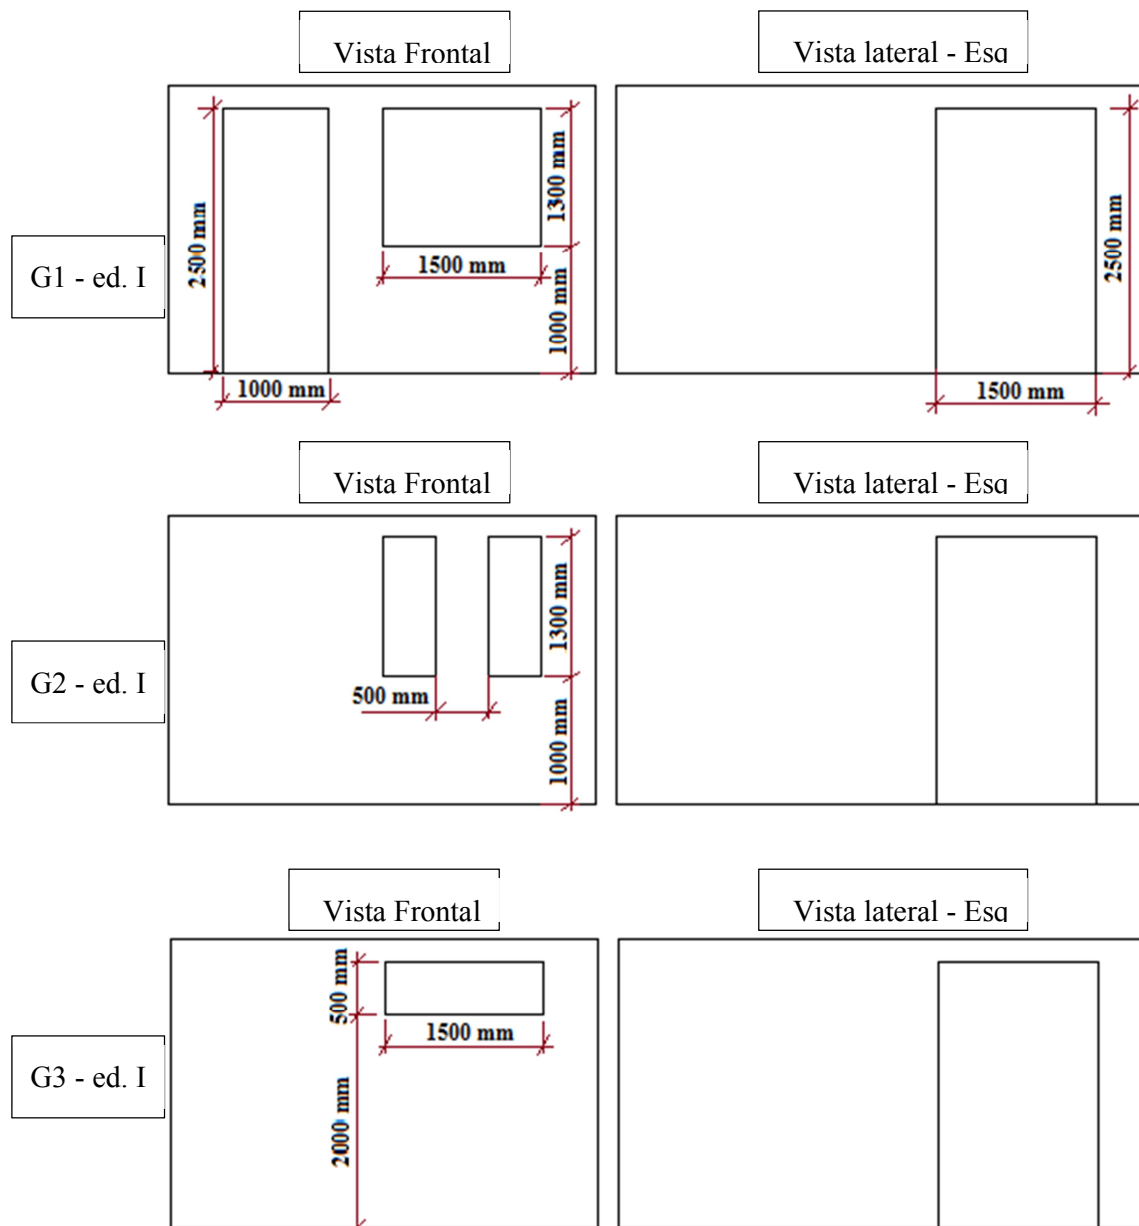 Vista Frontal
Vista lateral - Esq
G1 - ed. I
2500 mm
1000 mm
1500 mm
1300 mm
1000 mm
2500 mm
1500 mm
Vista Frontal
Vista lateral - Esq
G2 - ed. I
500 mm
1300 mm
1000 mm
Vista Frontal
Vista lateral - Esq
G3 - ed. I
500 mm
1500 mm
2000 mm